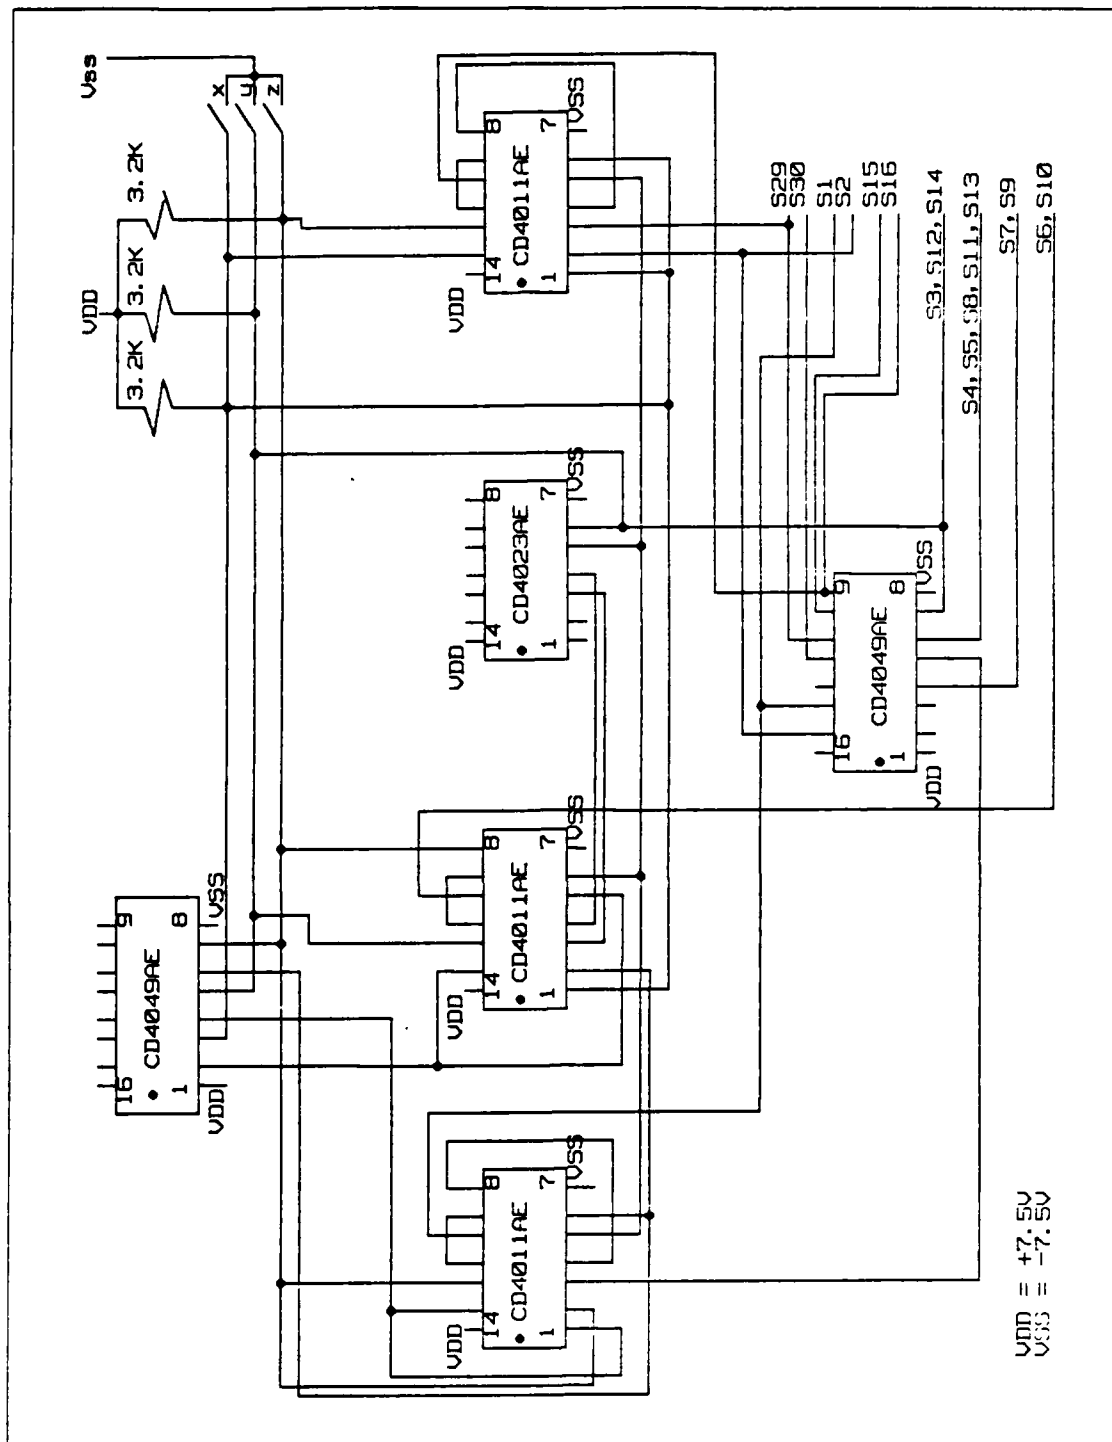 Vss
x
y
z
3.2K
3.2K
3.2K
VDD
CD4049AE
16
9
1
8
VDD
VSS
CD4011AE
14
8
1
7
VDD
VSS
CD4011AE
14
8
1
7
VDD
VSS
CD4023AE
14
8
1
7
VDD
VSS
CD4011AE
14
8
1
7
VDD
VSS
CD4049AE
16
9
1
8
VDD
VSS
S29
S30
S1
S2
S15
S16
S3,S12,S14
S4,S5,S8,S11,S13
S7,S9
S6,S10
VDD = +7.5V
VSS = -7.5V